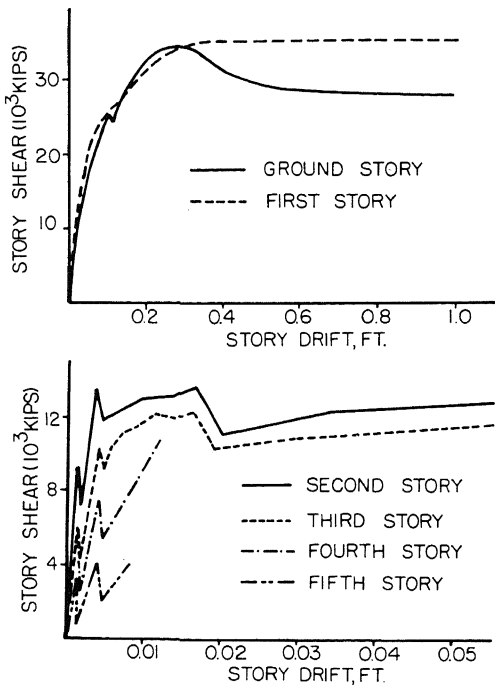 STORY SHEAR (10³KIPS)
30
20
10
GROUND STORY
FIRST STORY
0.2 0.4 0.6 0.8 1.0
STORY DRIFT, FT.
STORY SHEAR (10³KIPS)
12
8
4
SECOND STORY
THIRD STORY
FOURTH STORY
FIFTH STORY
0.01 0.02 0.03 0.04 0.05
STORY DRIFT, FT.